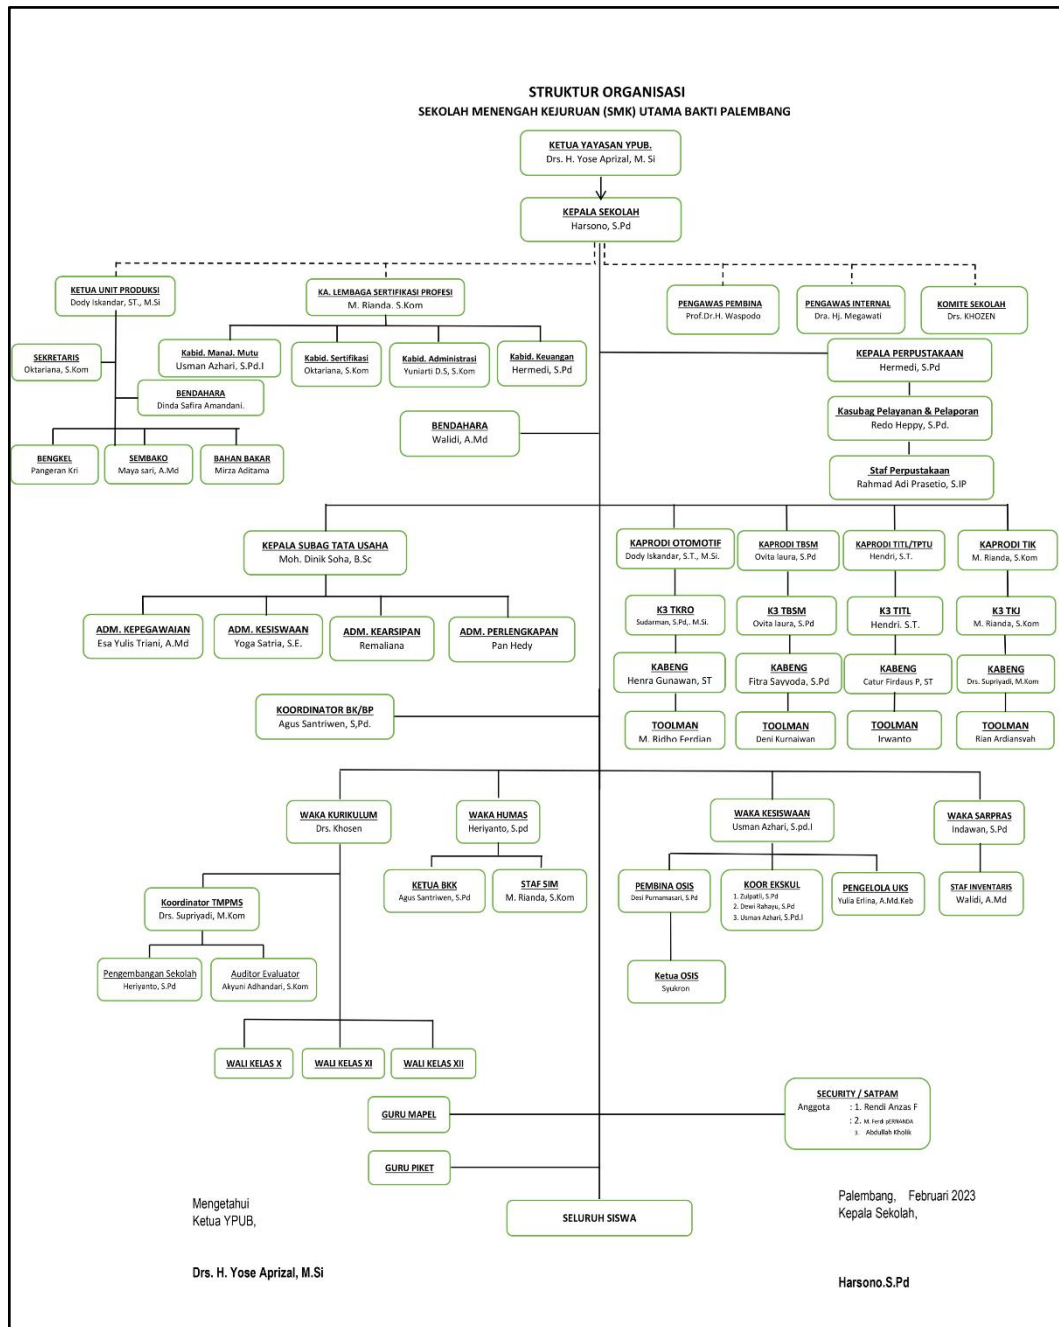 STRUKTUR ORGANISASI
SEKOLAH MENENGAH KEJURUAN (SMK) UTAMA BAKTI PALEMBANG
KETUA YAYASAN YPUB.
Drs. H. Yose Aprizal, M. Si
KEPALA SEKOLAH
Harsono, S.Pd
KETUA UNIT PRODUKSI
Dody Iskandar, ST., M.Si
KA. LEMBAGA SERTIFIKASI PROFESI
M. Rianda. S.Kom
PENGAWAS PEMBINA
Prof.Dr.H. Waspodo
PENGAWAS INTERNAL
Dra. Hj. Megawati
KOMITE SEKOLAH
Drs. KHOZEN
SEKRETARIS
Oktariana, S.Kom
Kabid. ManaJ. Mutu
Usman Azhari, S.Pd.I
Kabid. Sertifikasi
Oktariana, S.Kom
Kabid. Administrasi
Yuniarti D.S, S.Kom
Kabid. Keuangan
Hermedi, S.Pd
KEPALA PERPUSTAKAAN
Hermedi, S.Pd
BENDAHARA
Dinda Safira Amandani.
BENDAHARA
Walidi, A.Md
Kasubag Pelayanan & Pelaporan
Redo Heppy, S.Pd.
BENGKEL
Pangeran Kri
SEMBAKO
Maya sari, A.Md
BAHAN BAKAR
Mirza Aditama
Staf Perpustakaan
Rahmad Adi Prasetio, S.IP
KEPALA SUBAG TATA USAHA
Moh. Dinik Soha, B.Sc
KAPRODI OTOMOTIF
Dody Iskandar, S.T., M.Si.
KAPRODI TBSM
Ovita laura, S.Pd
KAPRODI TITL/TPTU
Hendri, S.T.
KAPRODI TIK
M. Rianda, S.Kom
ADM. KEPEGAWAIAN
Esa Yulis Triani, A.Md
ADM. KESISWAAN
Yoga Satria, S.E.
ADM. KEARSIPAN
Remaliana
ADM. PERLENGKAPAN
Pan Hedy
K3 TKRO
Sudarman, S.Pd,. M.Si.
K3 TBSM
Ovita laura, S.Pd
K3 TITL
Hendri. S.T.
K3 TKJ
M. Rianda, S.Kom
KABENG
Henra Gunawan, ST
KABENG
Fitra Sayyoda, S.Pd
KABENG
Catur Firdaus P, ST
KABENG
Drs. Supriyadi, M.Kom
KOORDINATOR BK/BP
Agus Santriwen, S,Pd.
TOOLMAN
M. Ridho Ferdian
TOOLMAN
Deni Kurnaiwan
TOOLMAN
Irwanto
TOOLMAN
Rian Ardiansyah
WAKA KURIKULUM
Drs. Khosen
WAKA HUMAS
Heriyanto, S.pd
WAKA KESISWAAN
Usman Azhari, S.pd.I
WAKA SARPRAS
Indawan, S.Pd
KETUA BKK
Agus Santriwen, S.Pd
STAF SIM
M. Rianda, S.Kom
PEMBINA OSIS
Desi Purnamasari, S.Pd
KOOR EKSKUL
1. Zulpatli, S.Pd
2. Dewi Rahayu, S.Pd
3. Usman Azhari, S.Pd.I
PENGELOLA UKS
Yulia Erlina, A.Md.Keb
STAF INVENTARIS
Walidi, A.Md
Koordinator TMPMS
Drs. Supriyadi, M.Kom
Pengembangan Sekolah
Heriyanto, S.Pd
Auditor Evaluator
Akyuni Adhandari, S.Kom
Ketua OSIS
Syukron
WALI KELAS X
WALI KELAS XI
WALI KELAS XII
GURU MAPEL
SECURITY / SATPAM
Anggota : 1. Rendi Anzas F
: 2. M. Ferdi pERNANDA
3. Abdullah Kholik
GURU PIKET
SELURUH SISWA
Mengetahui
Ketua YPUB,
Drs. H. Yose Aprizal, M.Si
Palembang, Februari 2023
Kepala Sekolah,
Harsono.S.Pd